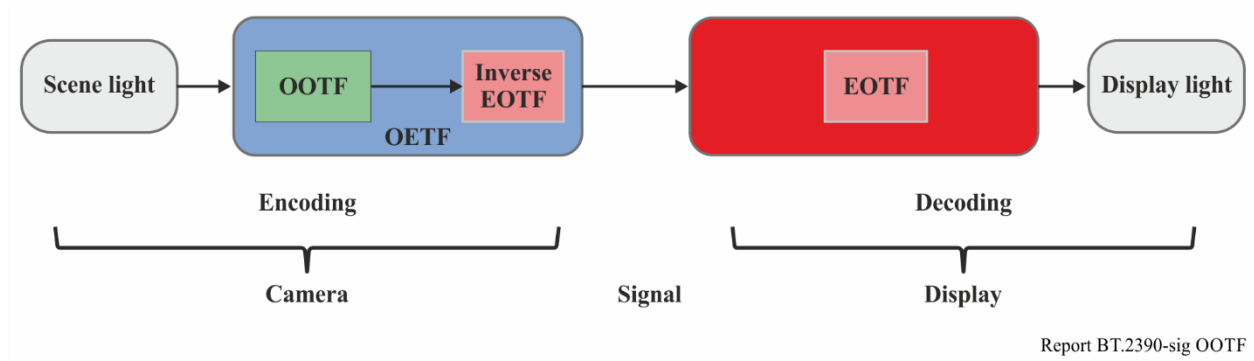 Scene light
OOTF
Inverse
EOTF
OETF
EOTF
Display light
Encoding
Decoding
Camera
Signal
Display
Report BT.2390-sig OOTF